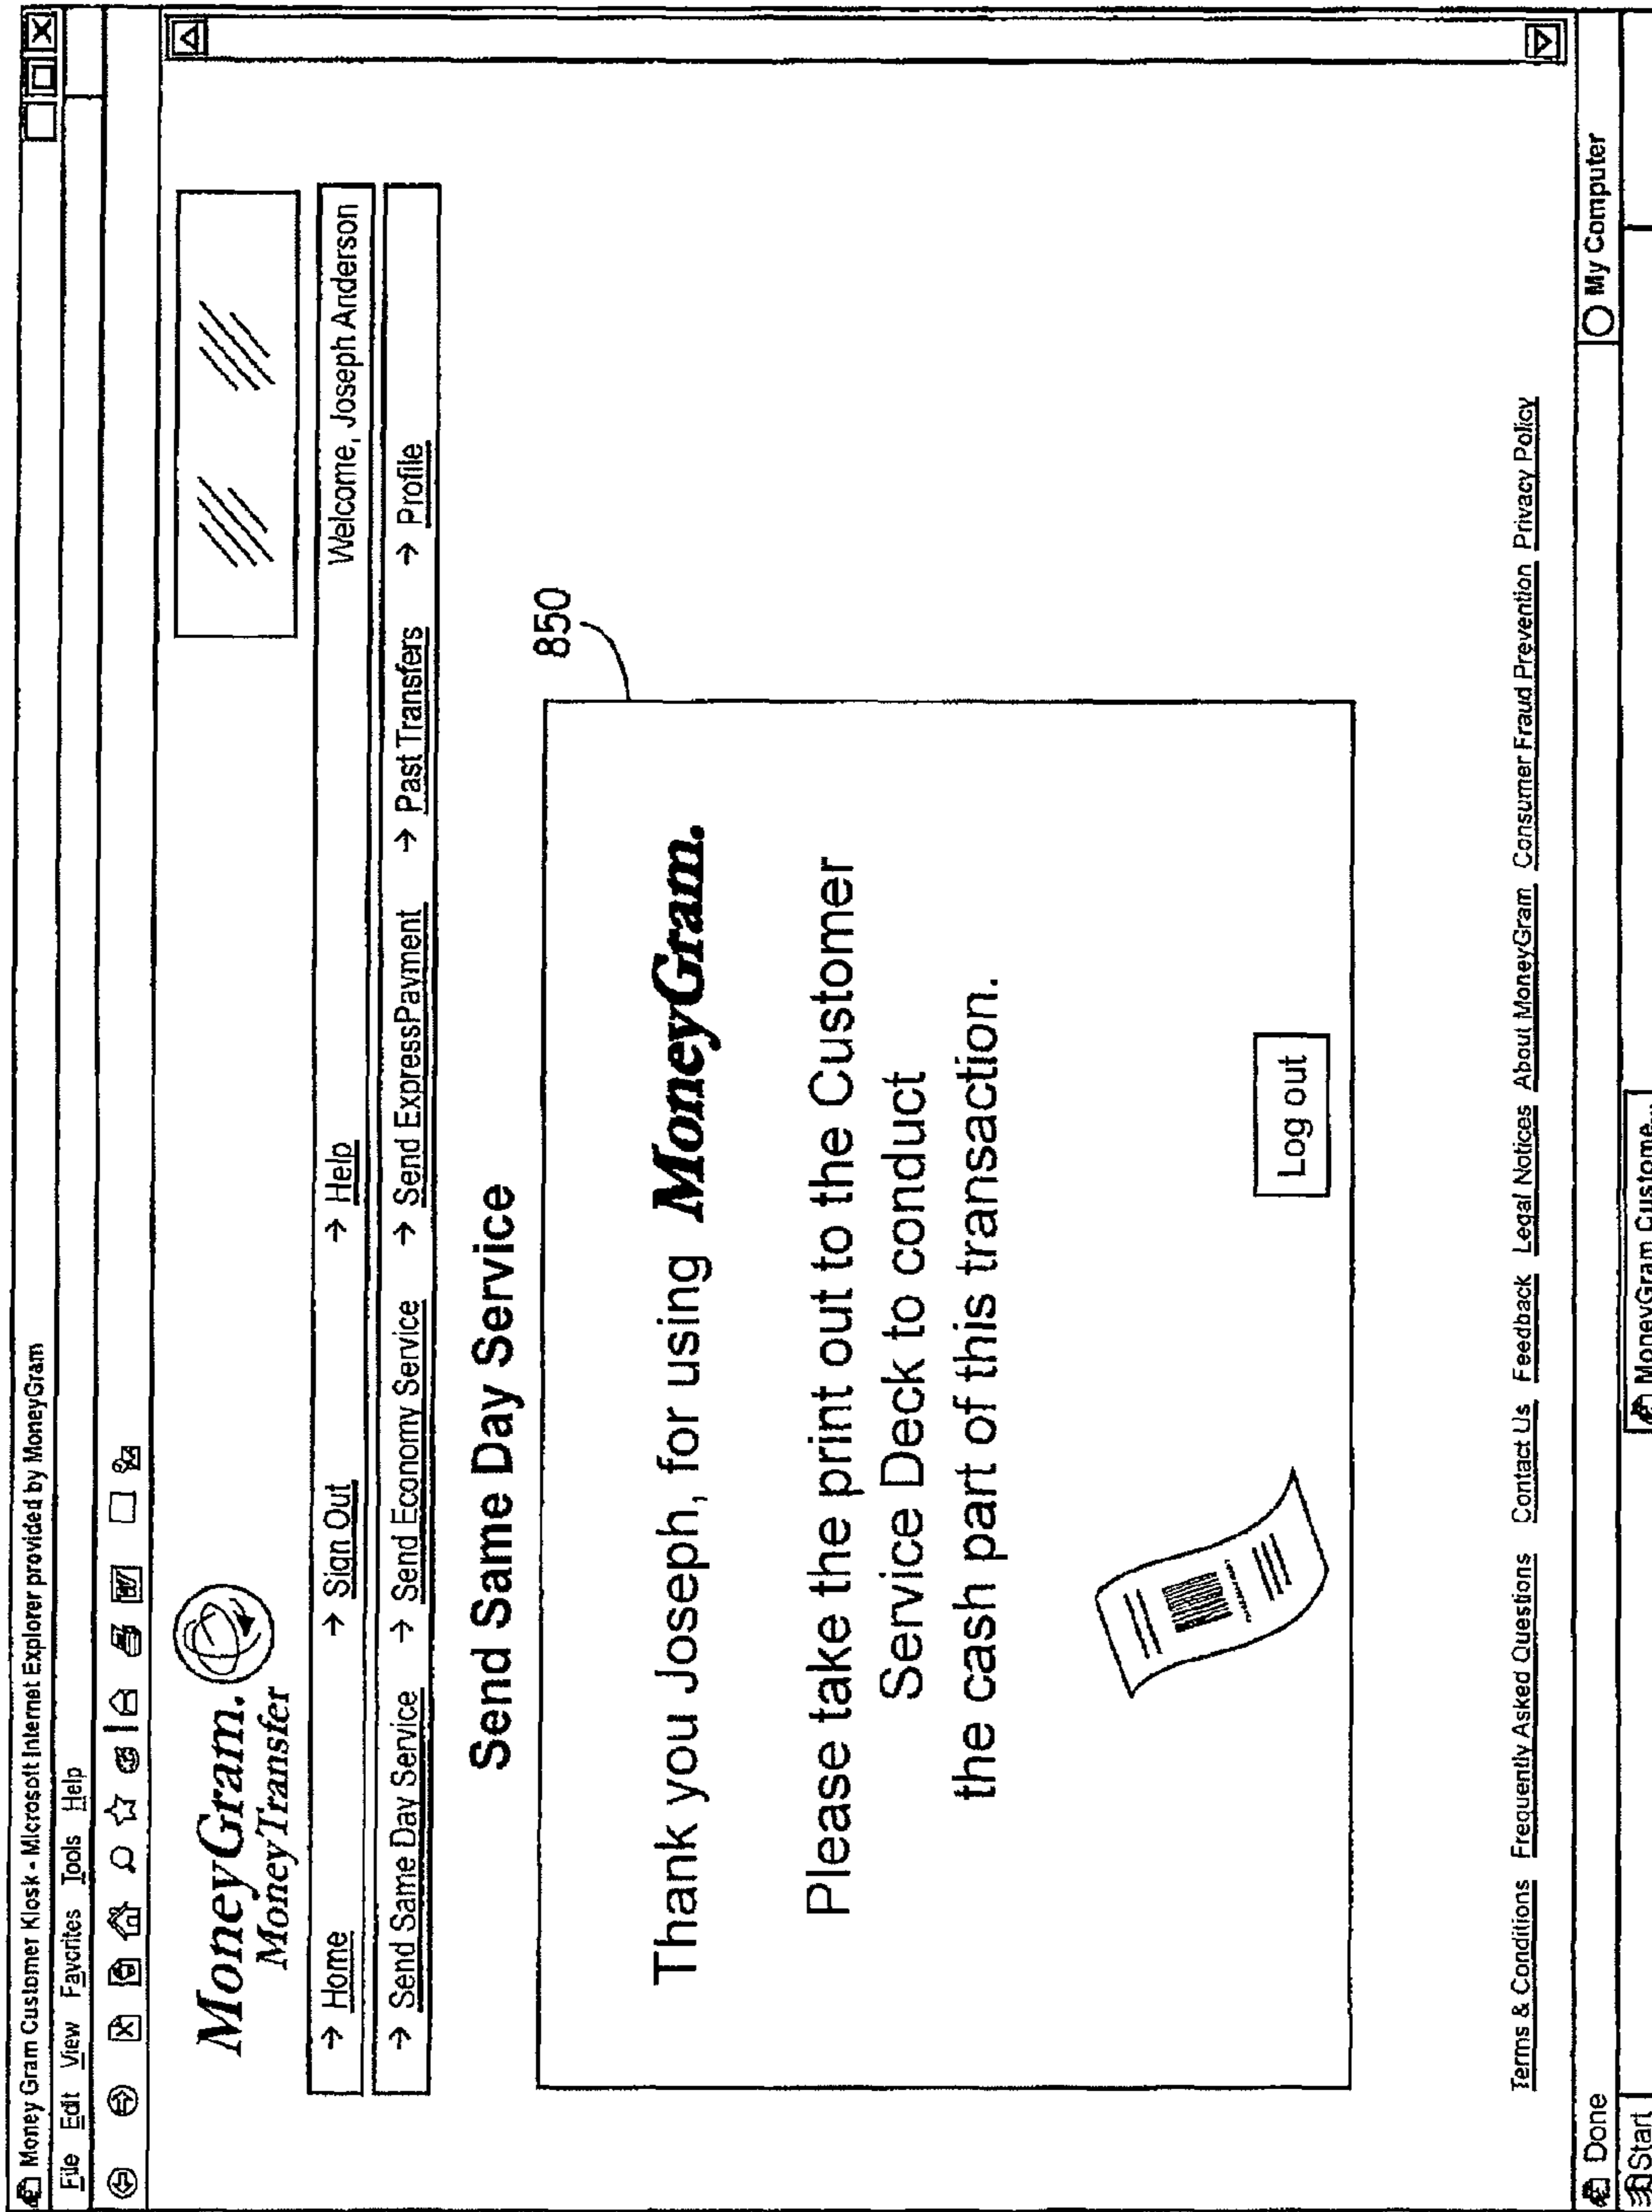 Money Gram Customer Kiosk - Microsoft Internet Explorer provided by MoneyGram
File Edit View Favorites Tools Help
MoneyGram.
MoneyTransfer
→ Home → Sign Out → Help Welcome, Joseph Anderson
→ Send Same Day Service → Send Economy Service → Send ExpressPayment → Past Transfers → Profile
Send Same Day Service
850
Thank you Joseph, for using MoneyGram.
Please take the print out to the Customer
Service Deck to conduct
the cash part of this transaction.
Log out
Terms & Conditions Frequently Asked Questions Contact Us Feedback Legal Notices About MoneyGram Consumer Fraud Prevention Privacy Policy
Done My Computer
Start MoneyGram Custome...